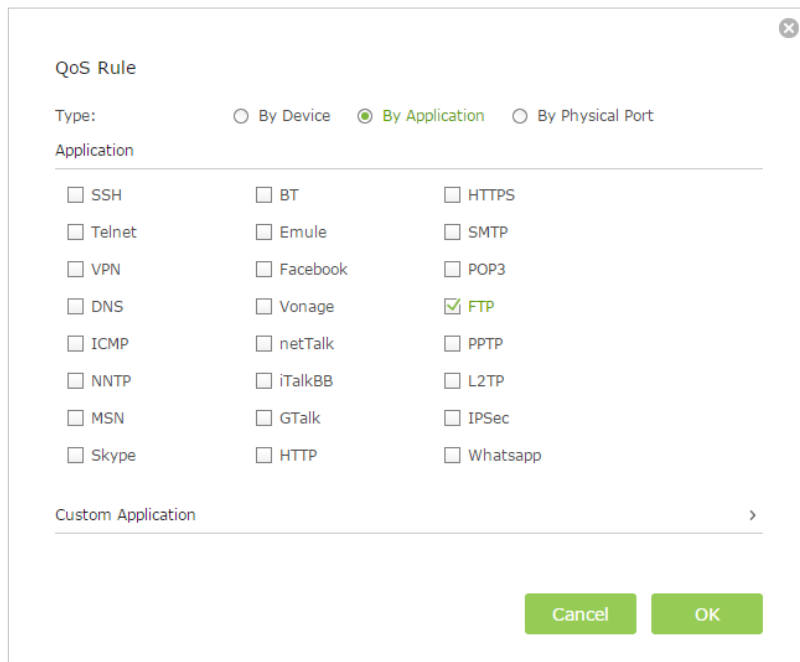 QoS Rule
Type: By Device By Application By Physical Port
Application
SSH BT HTTPS
Telnet Emule SMTP
VPN Facebook POP3
DNS Vonage FTP
ICMP netTalk PPTP
NNTP iTalkBB L2TP
MSN GTalk IPSec
Skype HTTP Whatsapp
Custom Application
Cancel OK